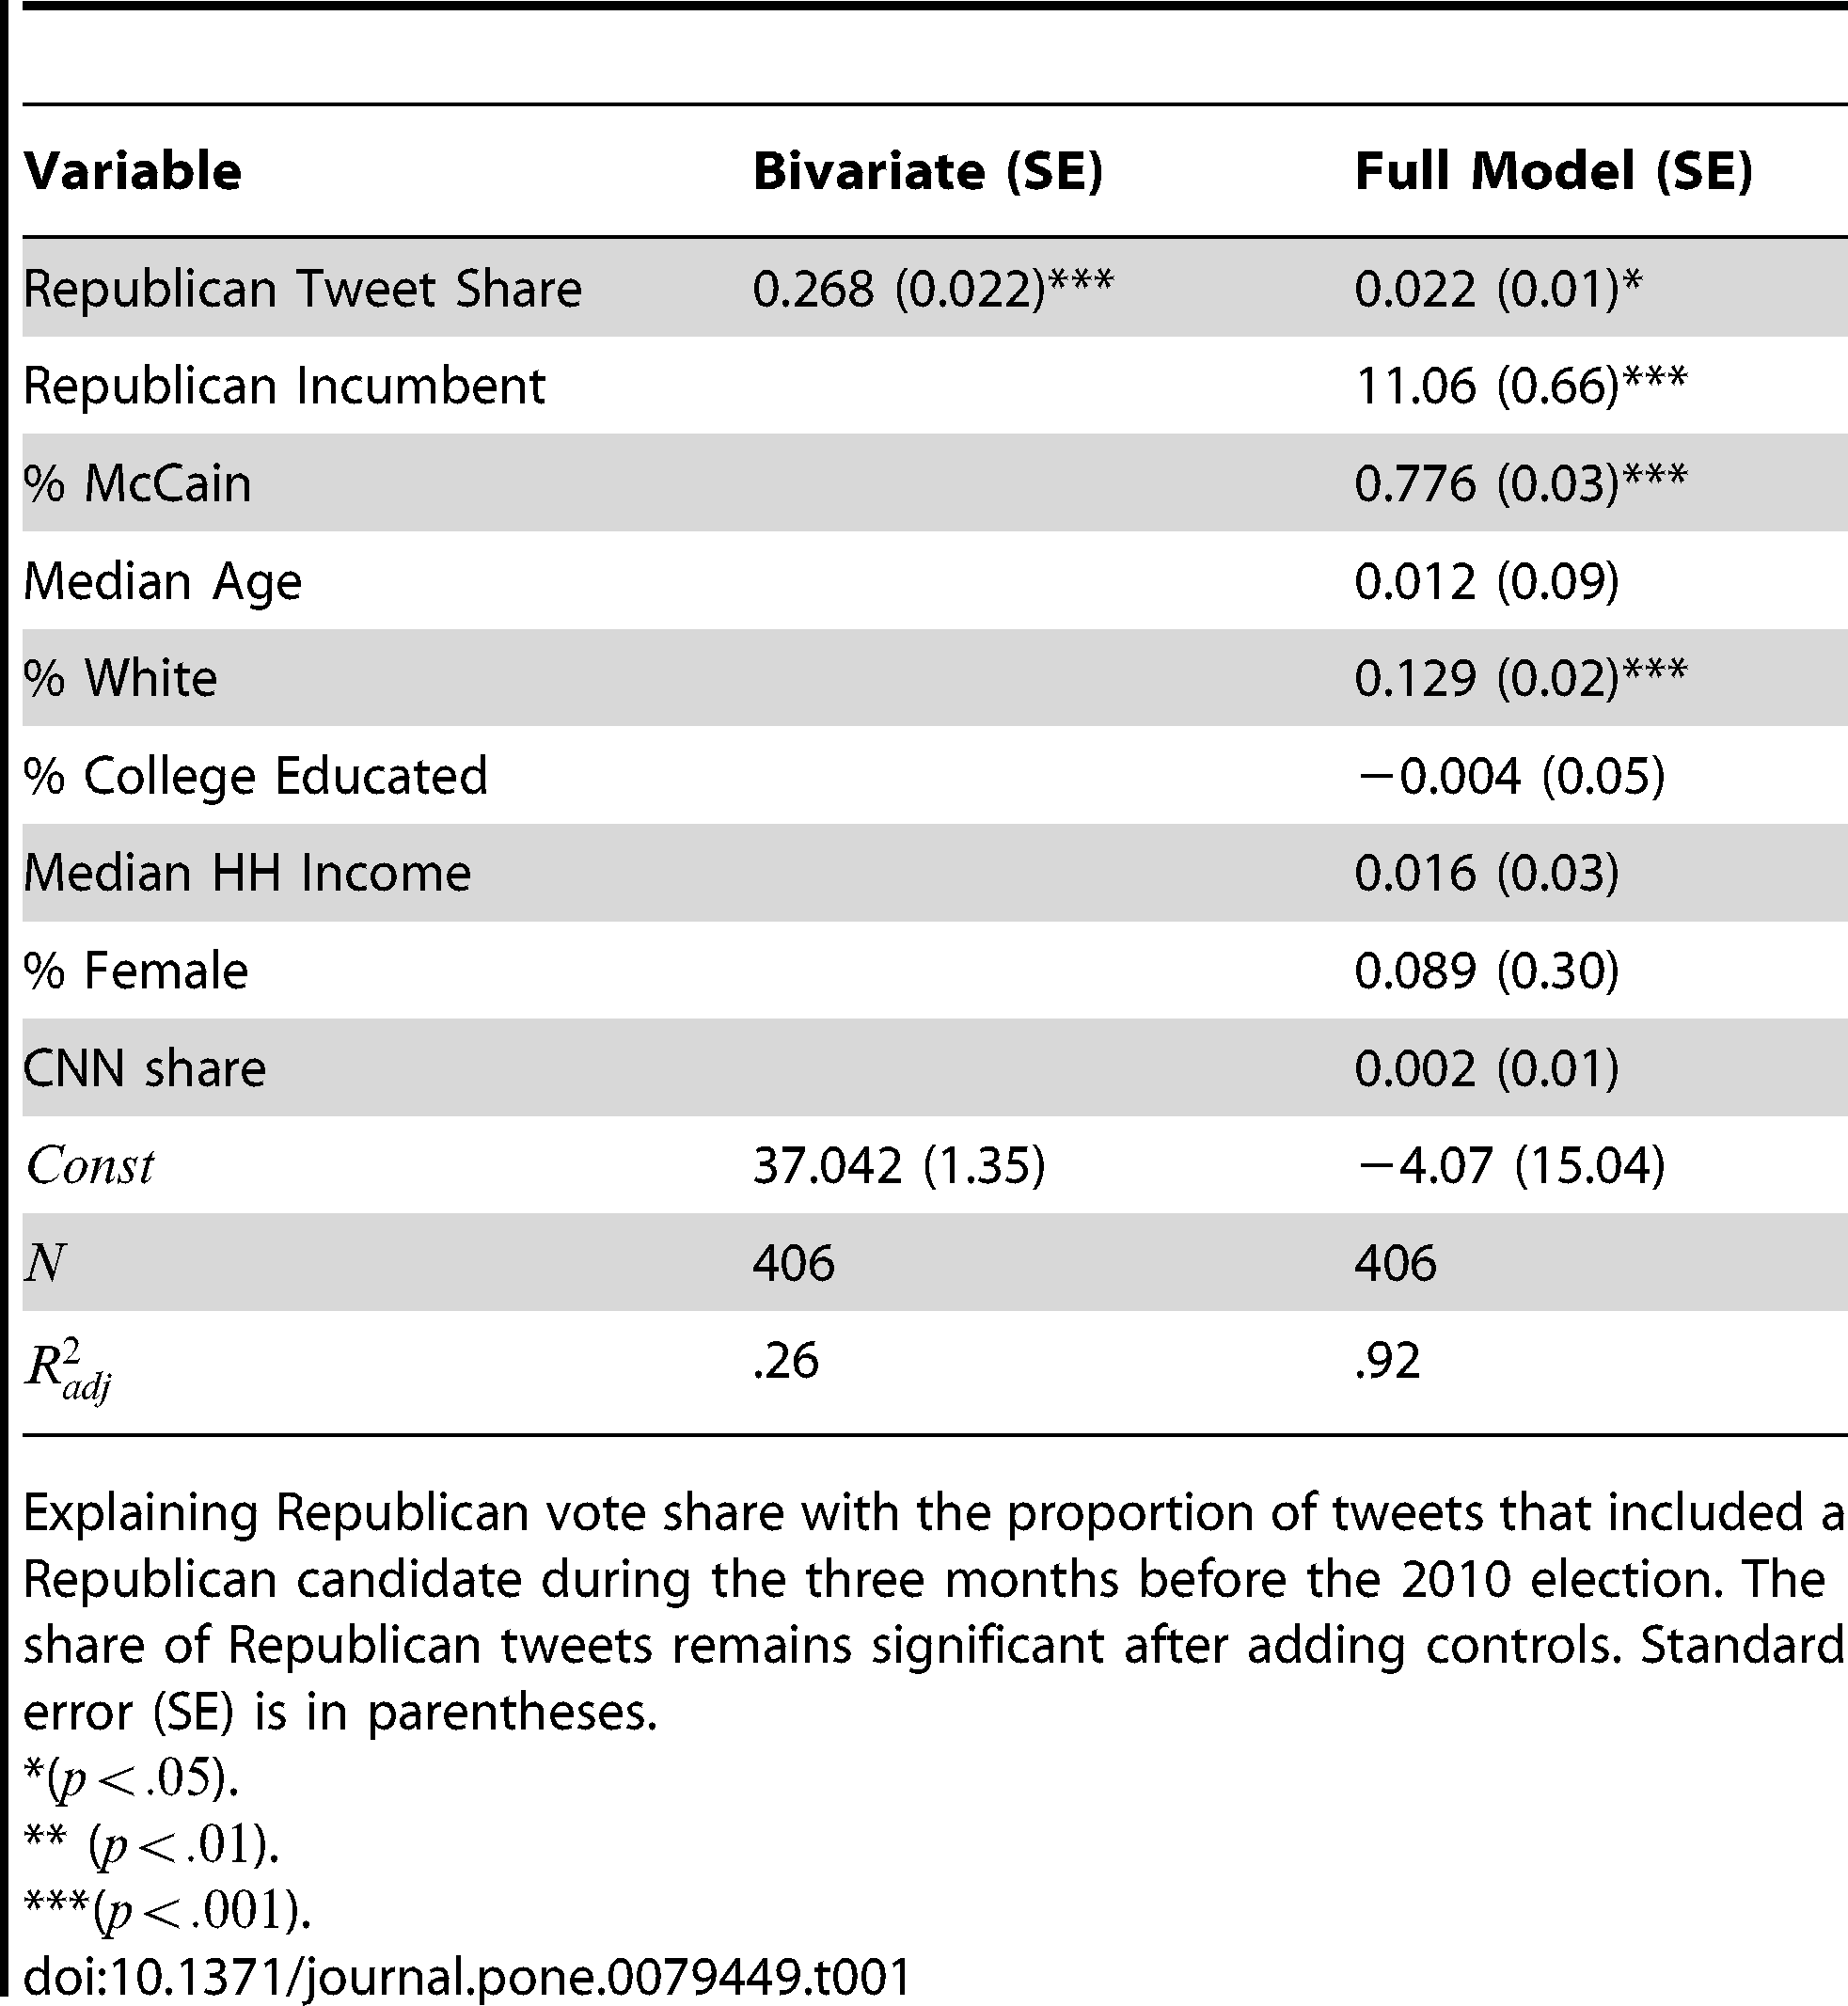 Variable Bivariate (SE) Full Model (SE)
Republican Tweet Share 0.268 (0.022)*** 0.022 (0.01)*
Republican Incumbent 11.06 (0.66)***
% McCain 0.776 (0.03)***
Median Age 0.012 (0.09)
% White 0.129 (0.02)***
% College Educated −0.004 (0.05)
Median HH Income 0.016 (0.03)
% Female 0.089 (0.30)
CNN share 0.002 (0.01)
Const 37.042 (1.35) −4.07 (15.04)
N 406 406
R²adj .26 .92
Explaining Republican vote share with the proportion of tweets that included a
Republican candidate during the three months before the 2010 election. The
share of Republican tweets remains significant after adding controls. Standard
error (SE) is in parentheses.
*(p<.05).
** (p<.01).
***(p<.001).
doi:10.1371/journal.pone.0079449.t001